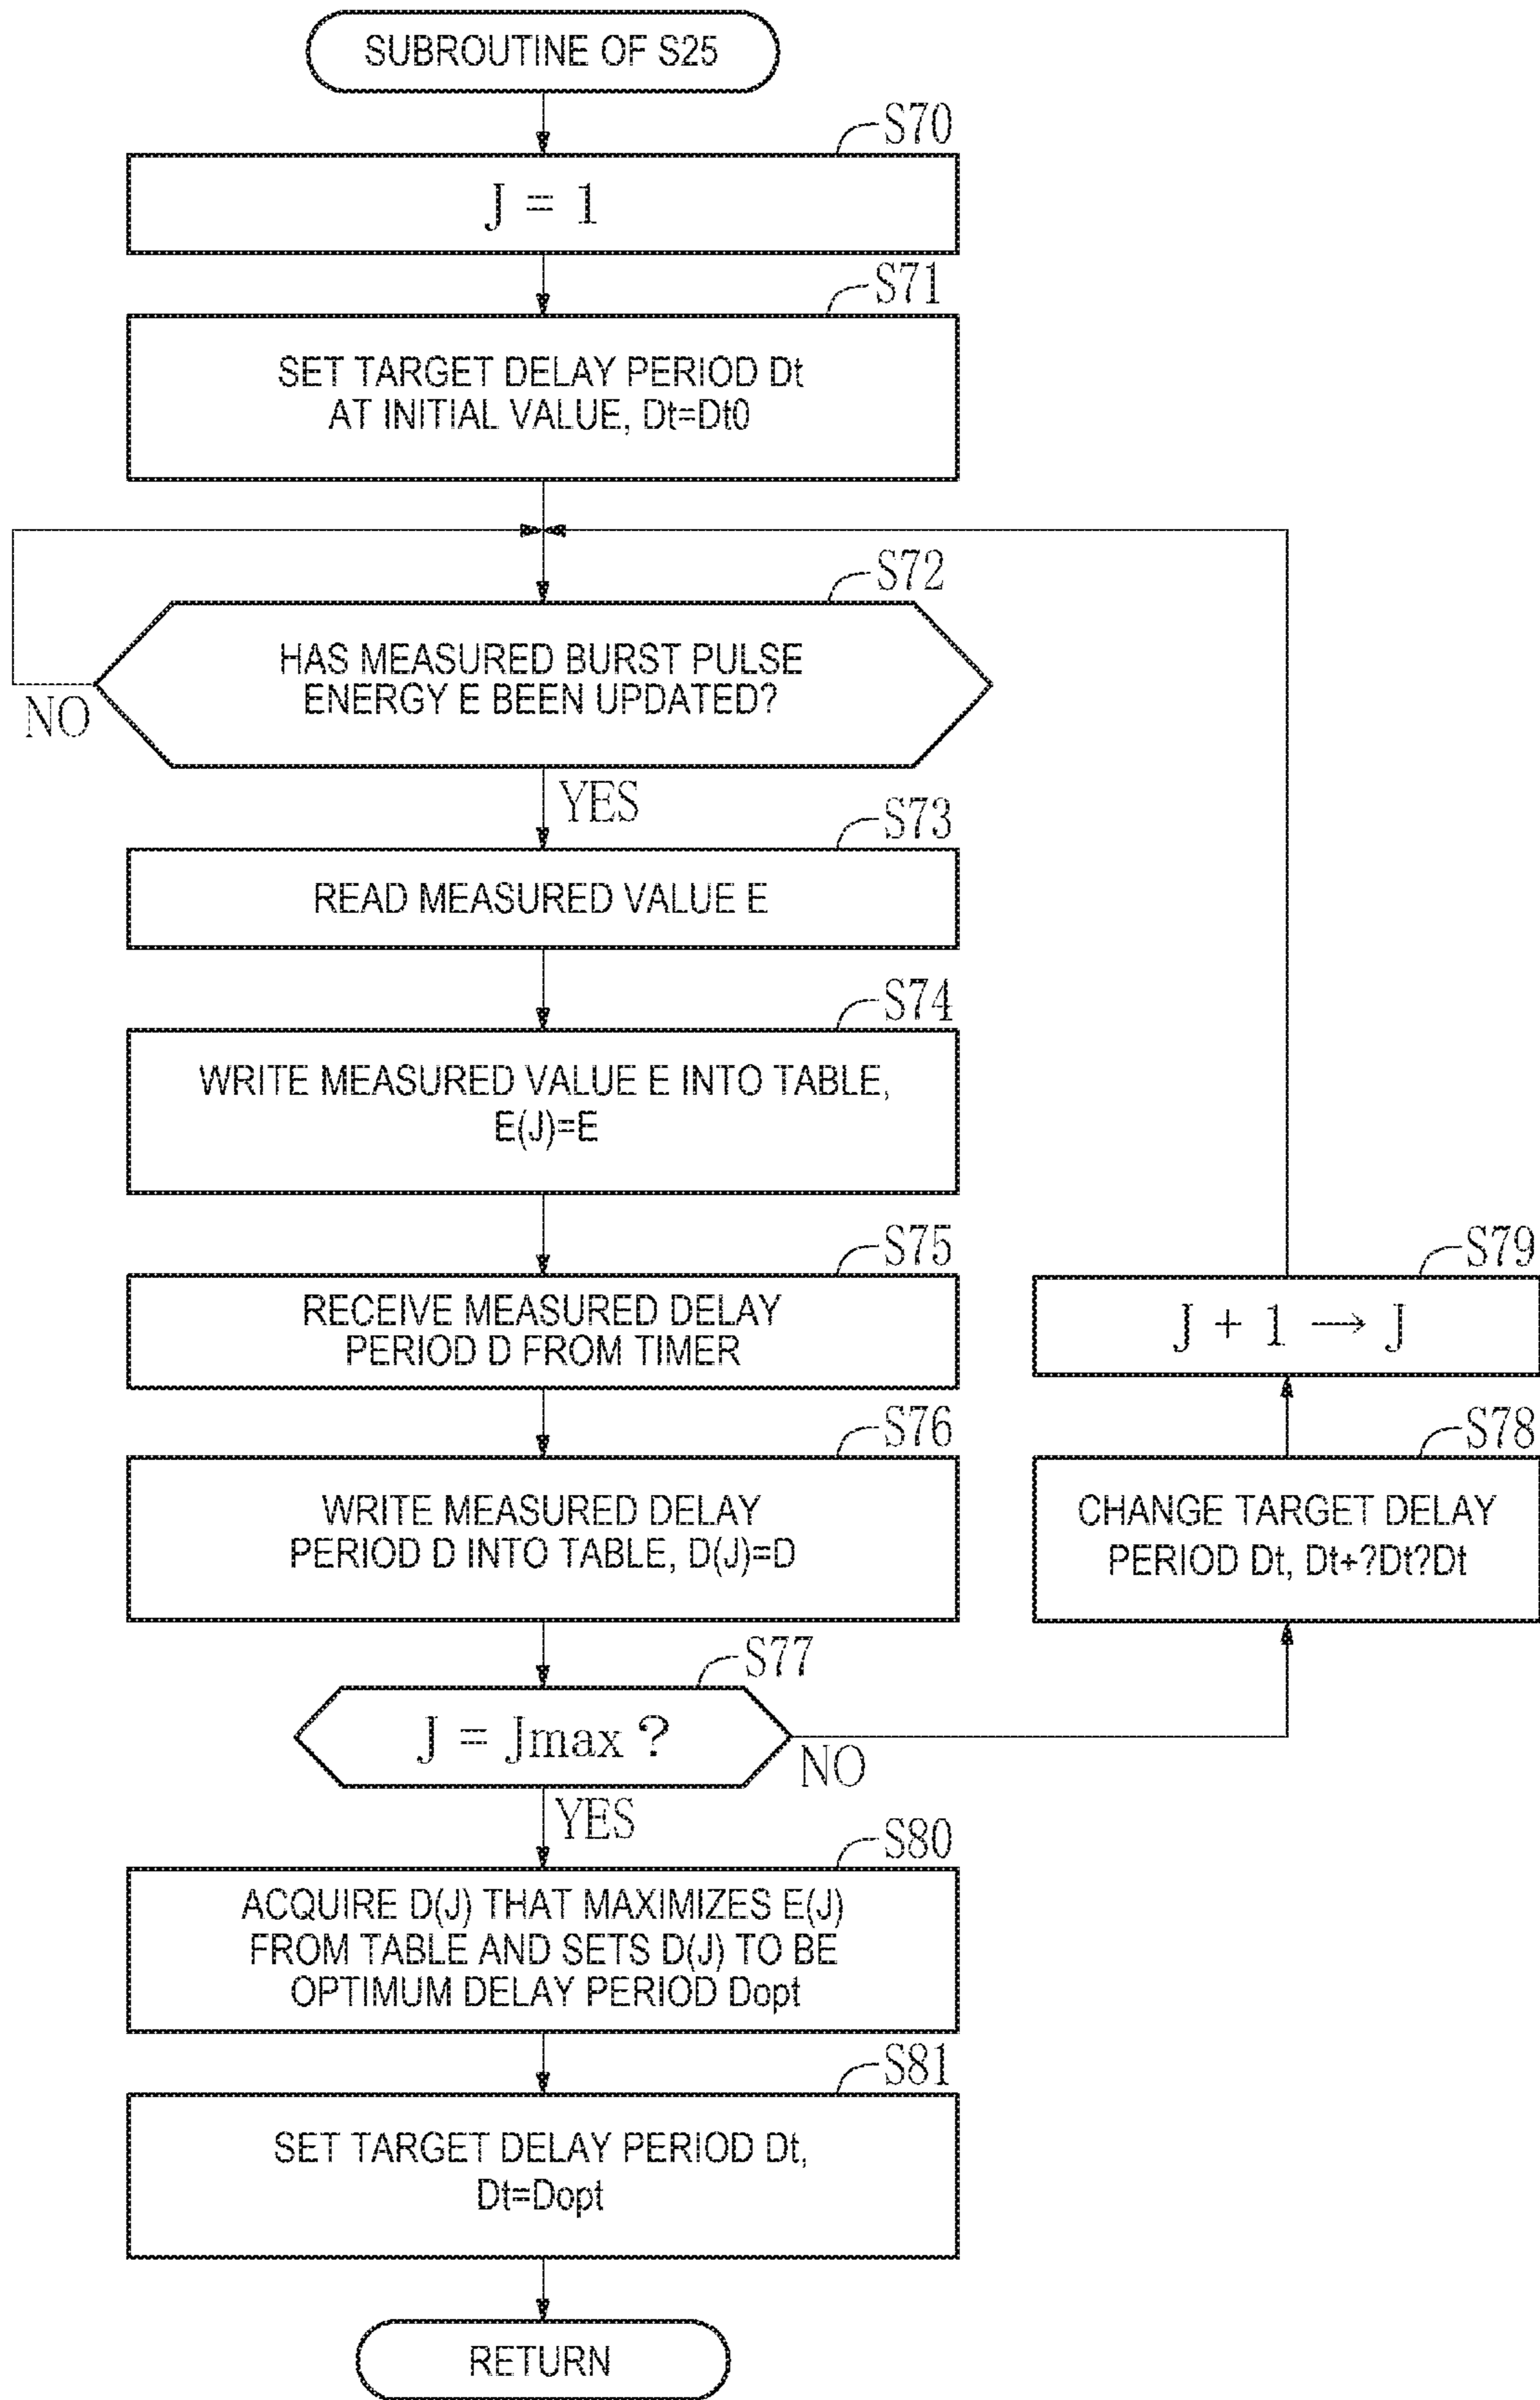 SUBROUTINE OF S25
S70
J = 1
S71
SET TARGET DELAY PERIOD Dt
AT INITIAL VALUE, Dt=Dt0
S72
HAS MEASURED BURST PULSE
ENERGY E BEEN UPDATED?
NO
YES
S73
READ MEASURED VALUE E
S74
WRITE MEASURED VALUE E INTO TABLE,
E(J)=E
S75
RECEIVE MEASURED DELAY
PERIOD D FROM TIMER
S76
WRITE MEASURED DELAY
PERIOD D INTO TABLE, D(J)=D
S77
J = Jmax ?
NO
YES
S78
CHANGE TARGET DELAY
PERIOD Dt, Dt+?Dt?Dt
S79
J + 1 → J
S80
ACQUIRE D(J) THAT MAXIMIZES E(J)
FROM TABLE AND SETS D(J) TO BE
OPTIMUM DELAY PERIOD Dopt
S81
SET TARGET DELAY PERIOD Dt,
Dt=Dopt
RETURN